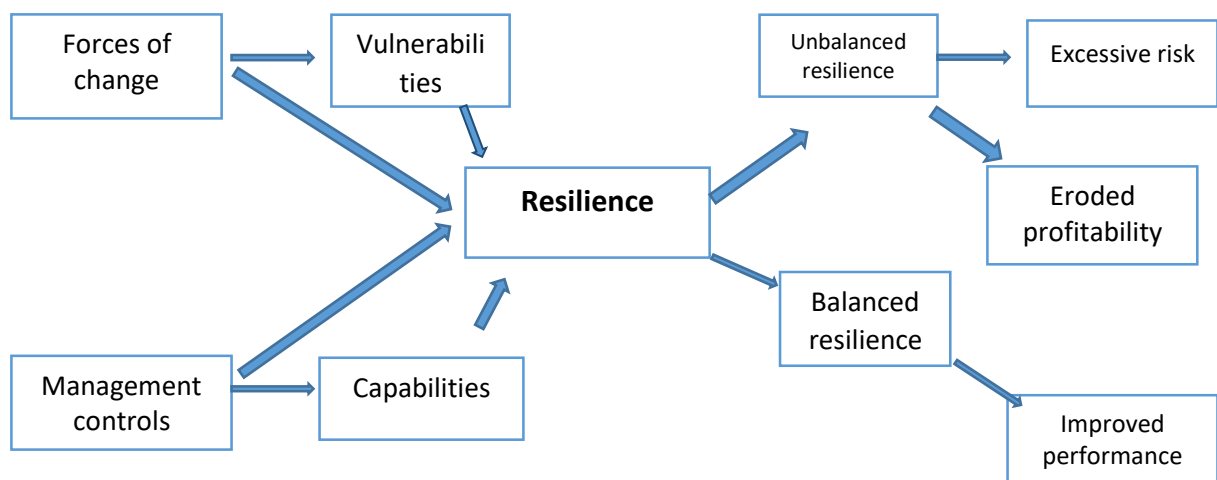 Forces of
change
Vulnerabili
ties
Unbalanced
resilience
Excessive risk
Resilience
Eroded
profitability
Balanced
resilience
Management
controls
Capabilities
Improved
performance